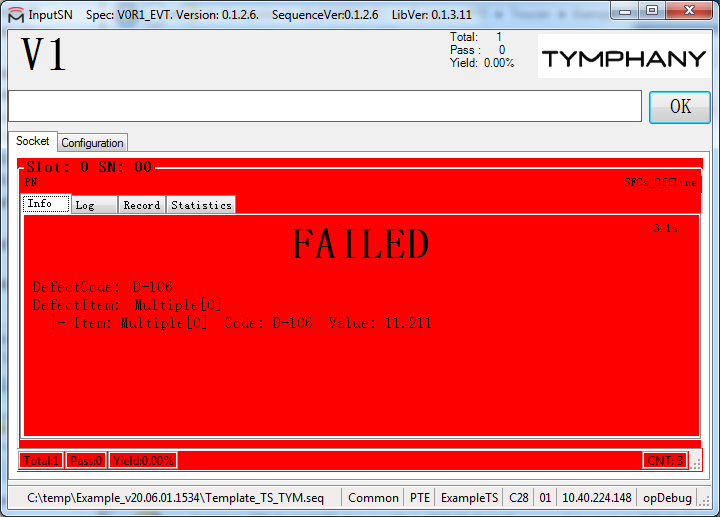 InputSN Spec: V0R1_EVT. Version: 0.1.2.6. SequenceVer:0.1.2.6 LibVer: 0.1.3.11
V1
Total: 1
Pass : 0
Yield: 0.00%
TYMPHANY
OK
Socket Configuration
Slot: 0 SN: 00
PN:
SFCs_Offline
Info Log Record Statistics
FAILED
3.1s
DefectCode: D-106
DefectItem: Multiple[0]
|- Item: Multiple[0] Code: D-106 Value: 11.211
Total:1 Pass:0 Yield:0.00% CNT: 3
C:\temp\Example_v20.06.01.1534\Template_TS_TYM.seq Common PTE ExampleTS C28 01 10.40.224.148 opDebug